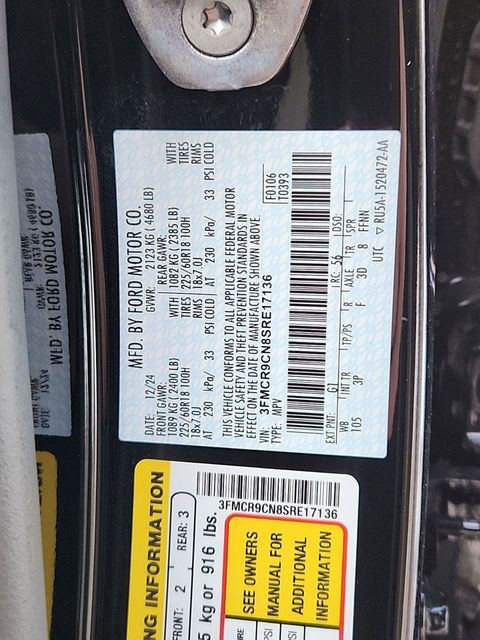 MFD. BY FORD MOTOR CO.
DATE: 12/24
GVWR: 2123 KG (4680 LB)
FRONT GAWR:
REAR GAWR:
1089 KG (2400 LB)
WITH
1082 KG (2385 LB)
WITH
225/60R18 100H
TIRES
225/60R18 100H
TIRES
18x7.0J
RIMS
18x7.0J
RIMS
AT 230 kPa/ 33 PSI COLD
AT 230 kPa/ 33 PSI COLD
THIS VEHICLE CONFORMS TO ALL APPLICABLE FEDERAL MOTOR
VEHICLE SAFETY AND THEFT PREVENTION STANDARDS IN
EFFECT ON THE DATE OF MANUFACTURE SHOWN ABOVE.
VIN: 3FMCR9CN8SRE17136
TYPE: MPV
F0106
T0393
EXT PNT: G1
RC: 56
DSO:
WB
INT TR
TP/PS
R
AXLE
TR
SPR
105
3P
F
3D
8
FFNN
UTC ▽ RU5A-1520472-AA
NG INFORMATION
FRONT: 2
REAR: 3
5 kg or 916 lbs.
3FMCR9CN8SRE17136
SEE OWNERS
MANUAL FOR
ADDITIONAL
INFORMATION
MFD. BY FORD MOTOR CO.